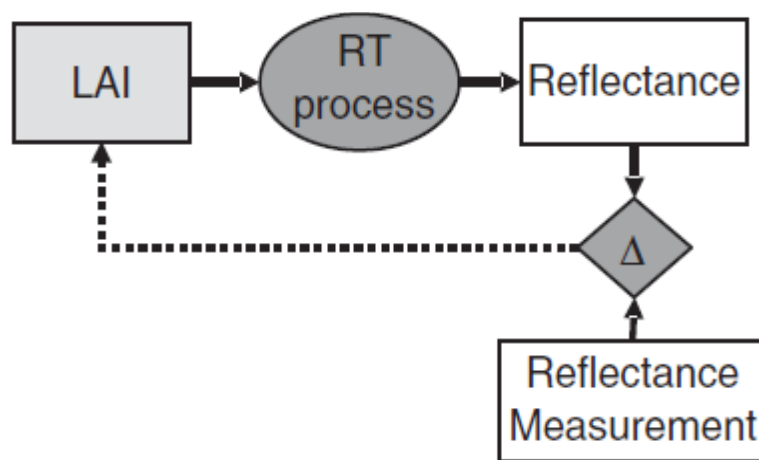 LAI
RT
process
Reflectance
Δ
Reflectance
Measurement